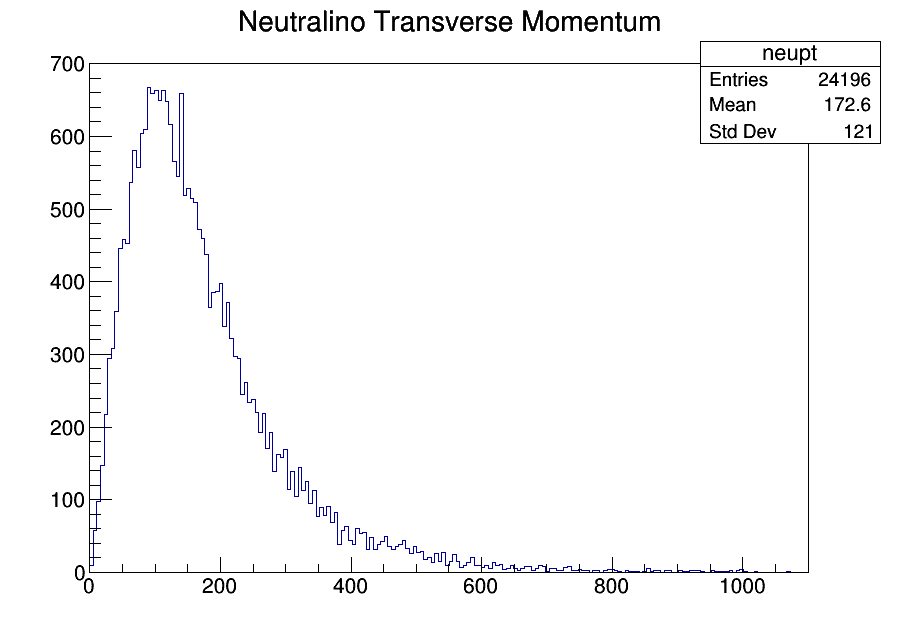 Neutralino Transverse Momentum
neupt
Entries 24196
Mean 172.6
Std Dev 121
700
600
500
400
300
200
100
0
0 200 400 600 800 1000